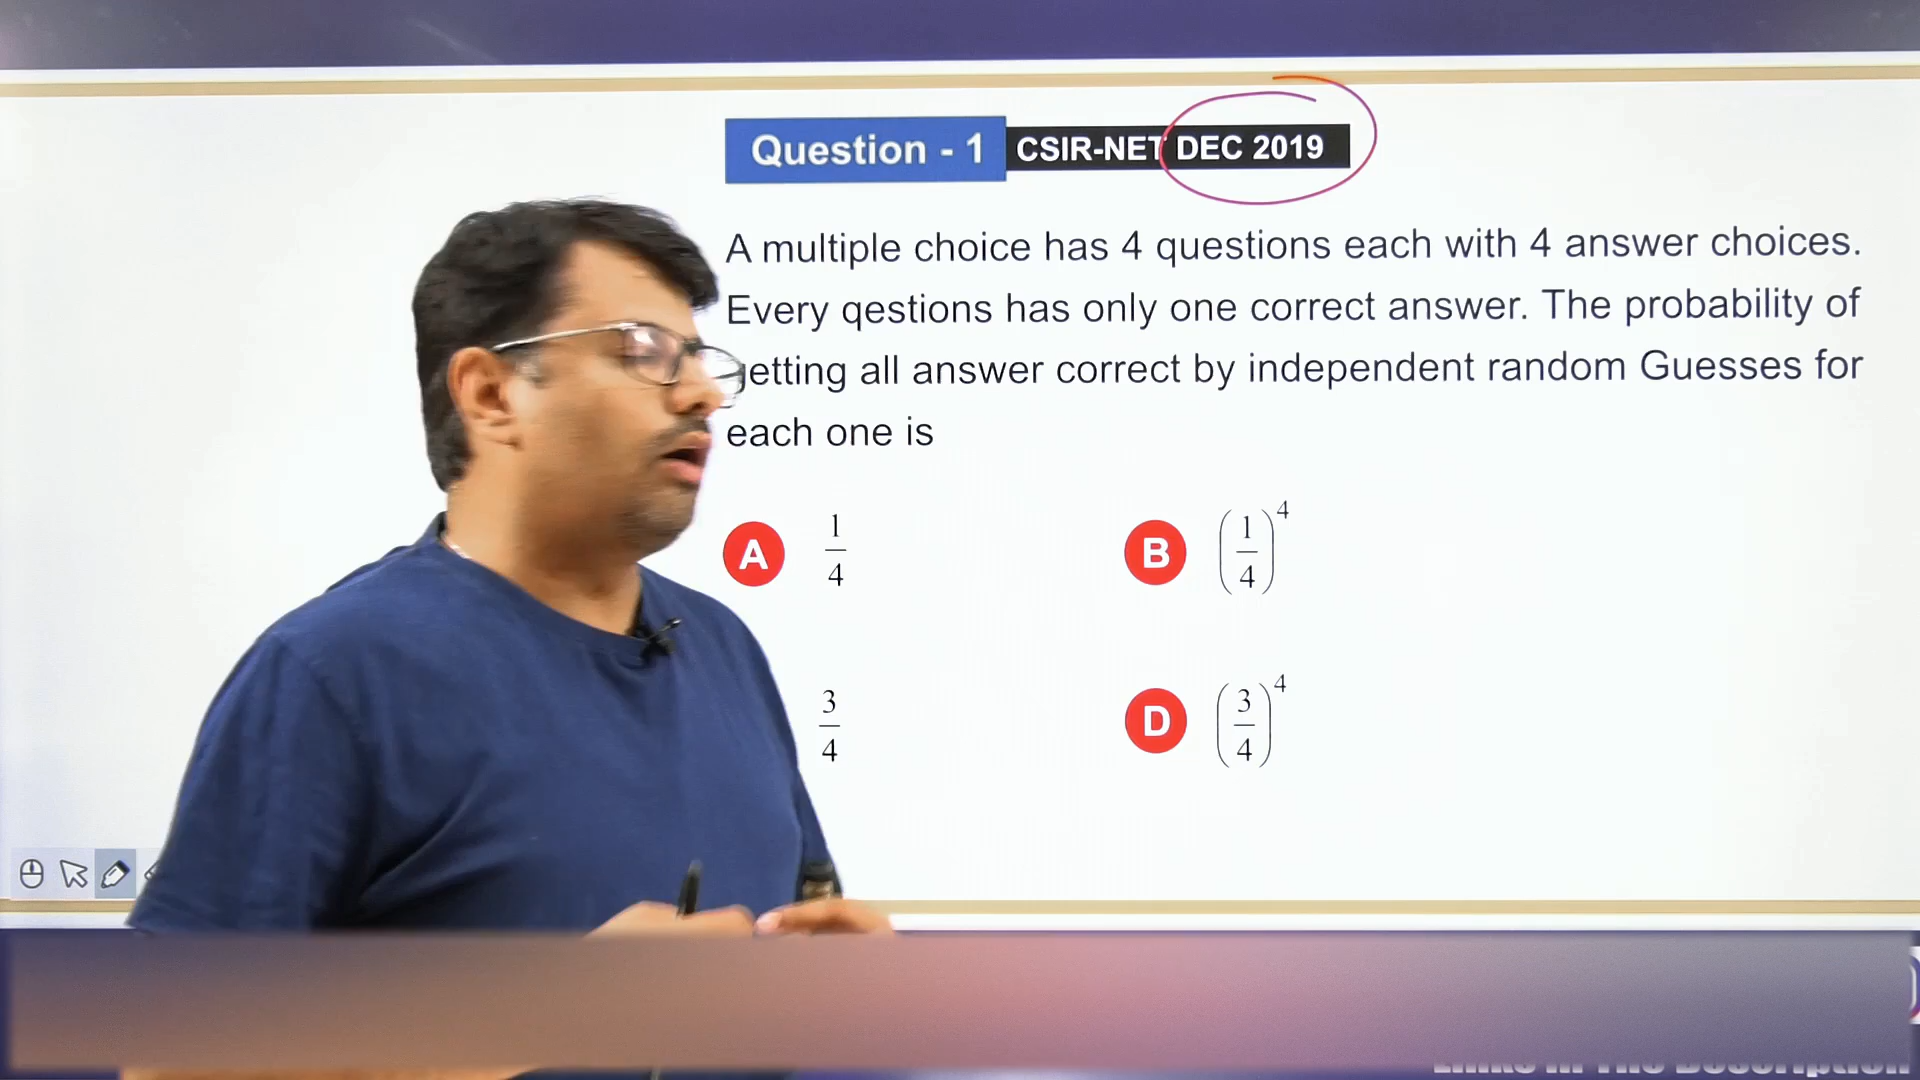 Question - 1 CSIR-NET DEC 2019
A multiple choice has 4 questions each with 4 answer choices.
Every qestions has only one correct answer. The probability of
getting all answer correct by independent random Guesses for
each one is
A 1/4
B (1/4)^4
3/4
D (3/4)^4